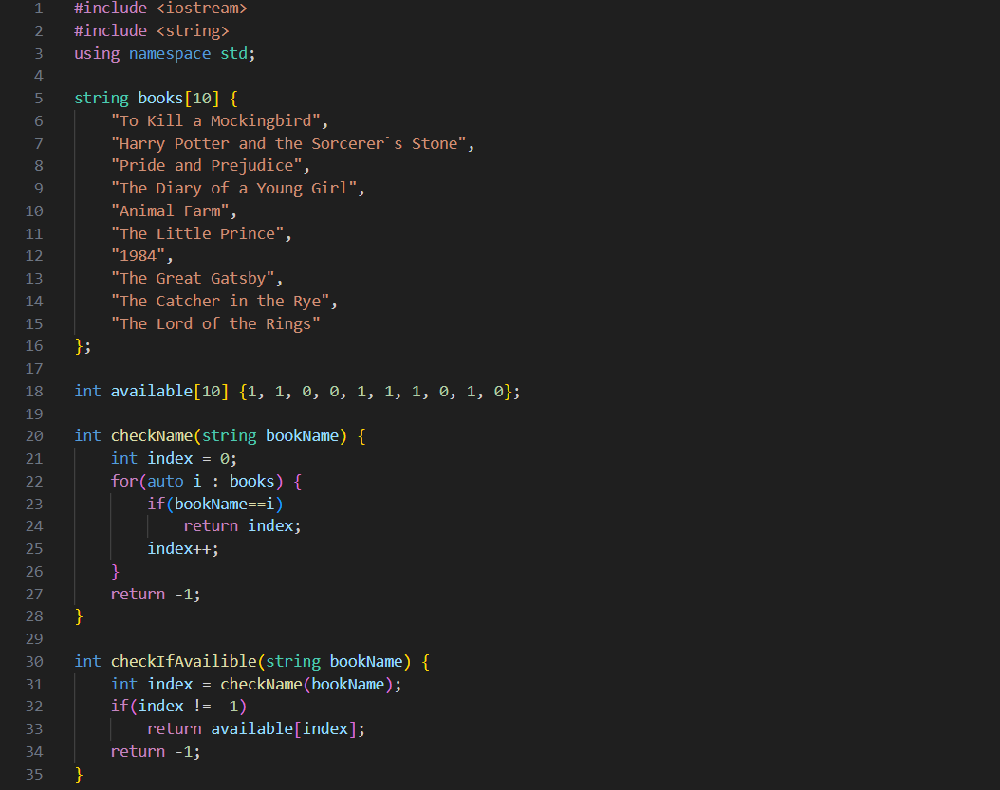 1 #include <iostream>
2 #include <string>
3 using namespace std;
4
5 string books[10] {
6     "To Kill a Mockingbird",
7     "Harry Potter and the Sorcerer`s Stone",
8     "Pride and Prejudice",
9     "The Diary of a Young Girl",
10     "Animal Farm",
11     "The Little Prince",
12     "1984",
13     "The Great Gatsby",
14     "The Catcher in the Rye",
15     "The Lord of the Rings"
16 };
17
18 int available[10] {1, 1, 0, 0, 1, 1, 1, 0, 1, 0};
19
20 int checkName(string bookName) {
21     int index = 0;
22     for(auto i : books) {
23         if(bookName==i)
24             return index;
25         index++;
26     }
27     return -1;
28 }
29
30 int checkIfAvailible(string bookName) {
31     int index = checkName(bookName);
32     if(index != -1)
33         return available[index];
34     return -1;
35 }